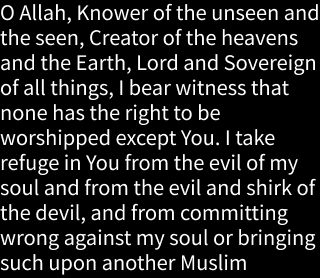 O Allah, Knower of the unseen and
the seen, Creator of the heavens
and the Earth, Lord and Sovereign
of all things, I bear witness that
none has the right to be
worshipped except You. I take
refuge in You from the evil of my
soul and from the evil and shirk of
the devil, and from committing
wrong against my soul or bringing
such upon another Muslim